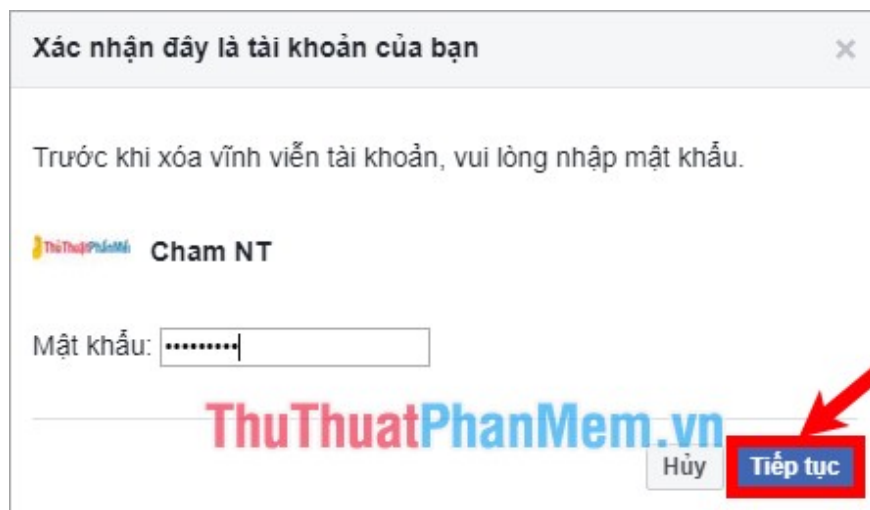 Xác nhận đây là tài khoản của bạn
Trước khi xóa vĩnh viễn tài khoản, vui lòng nhập mật khẩu.
ThủThuậtPhầnMềm
Cham NT
Mật khẩu: •••••••••
ThuThuatPhanMem.vn
Hủy
Tiếp tục